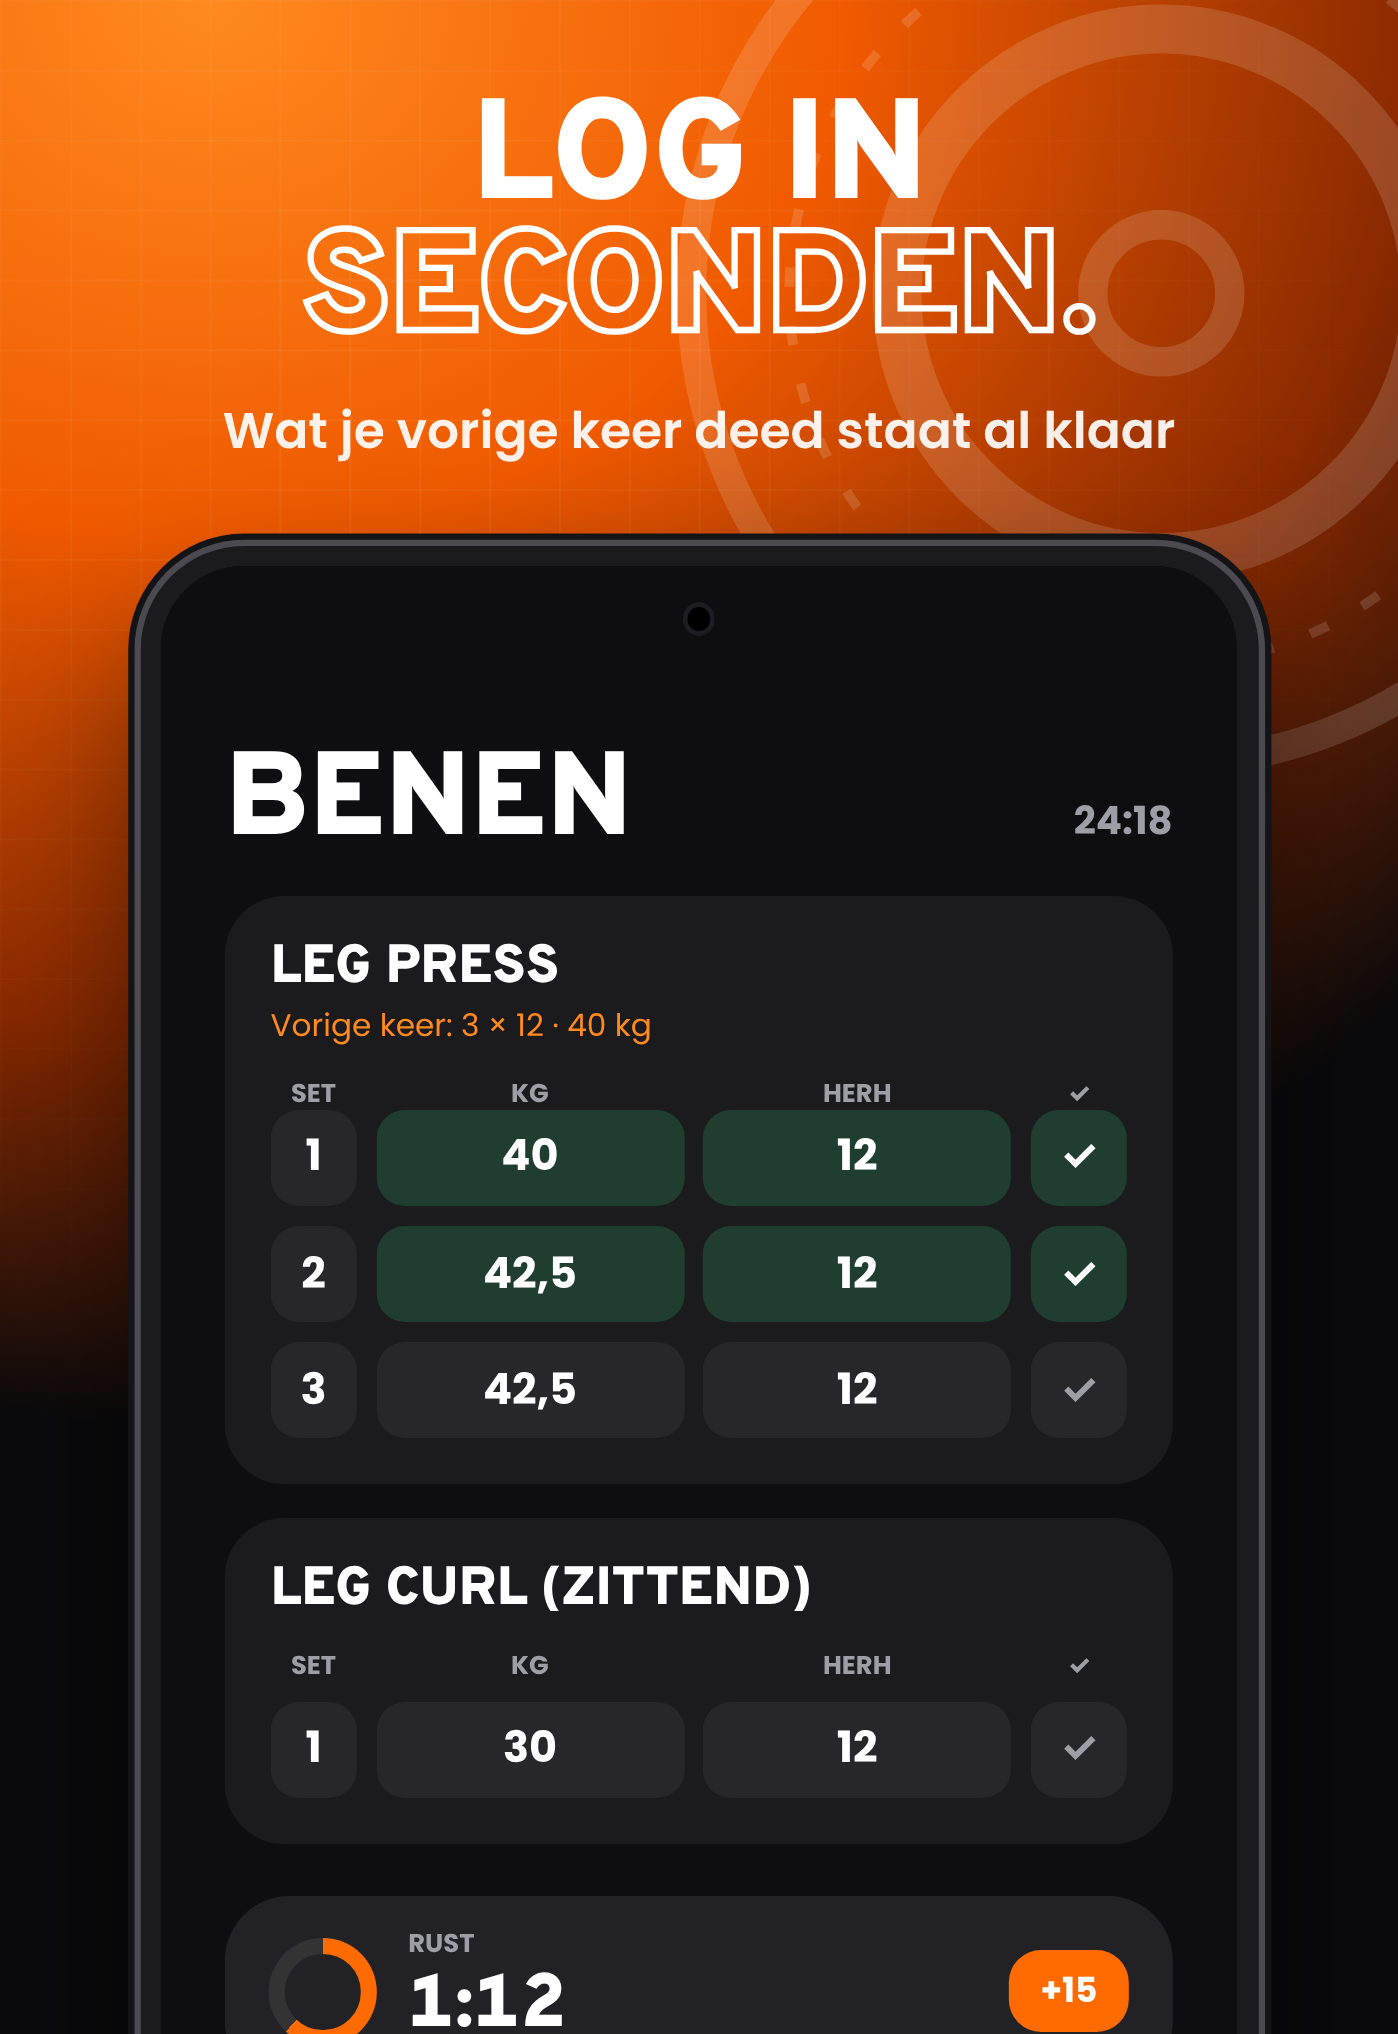 LOG IN
SECONDEN.
Wat je vorige keer deed staat al klaar
BENEN
24:18
LEG PRESS
Vorige keer: 3 × 12 · 40 kg
SET KG HERH ✓
1 40 12 ✓
2 42,5 12 ✓
3 42,5 12 ✓
LEG CURL (ZITTEND)
SET KG HERH ✓
1 30 12 ✓
RUST
1:12
+15